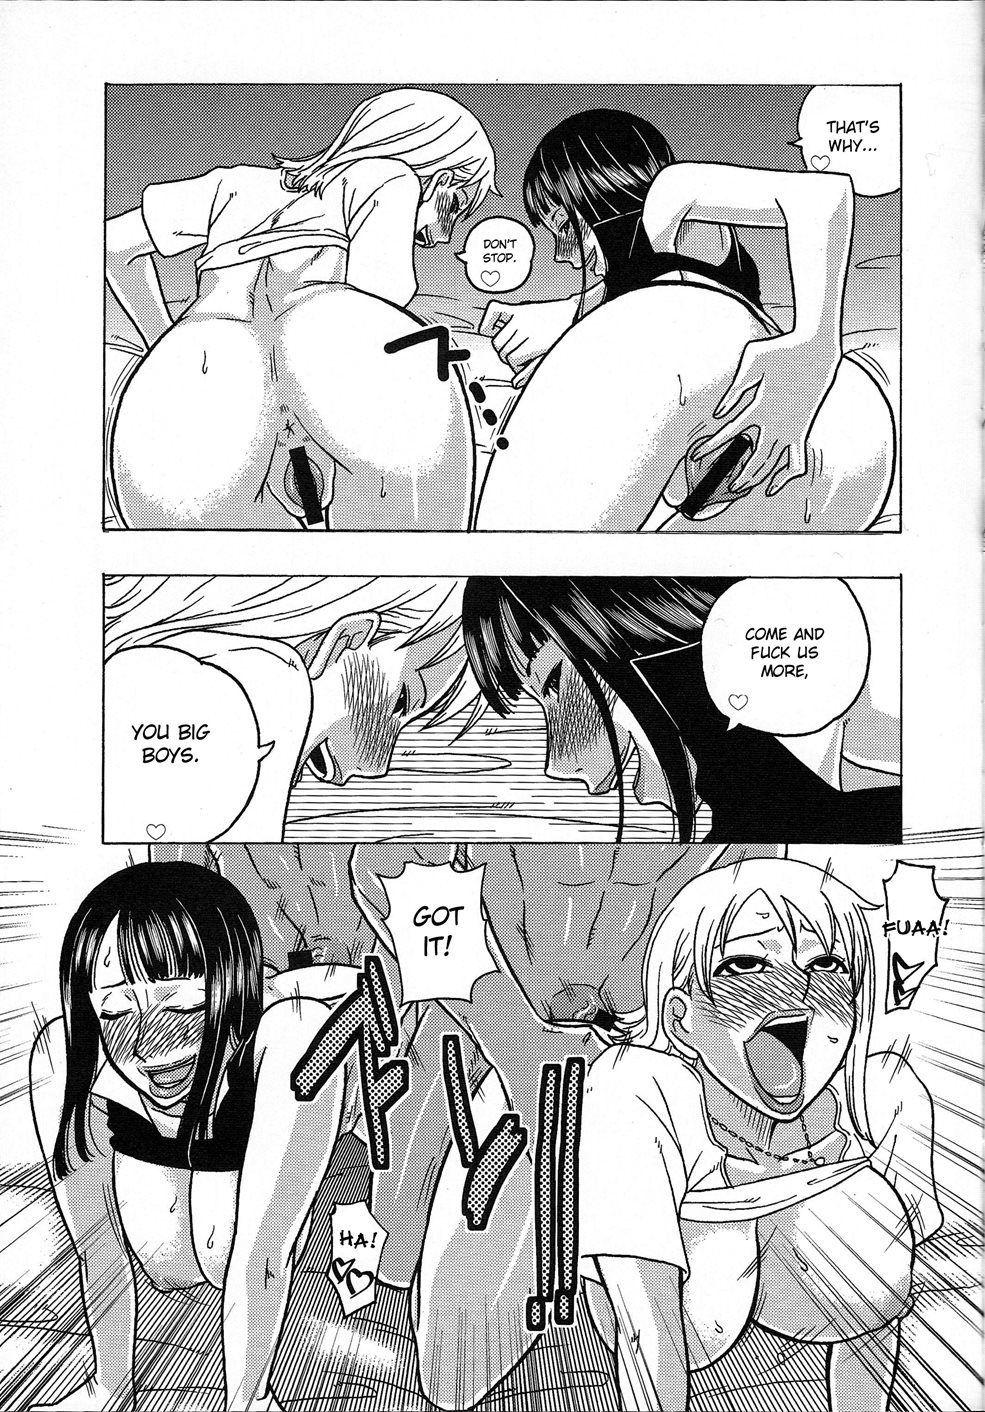 THAT'S
WHY...
DON'T
STOP.
COME AND
FUCK US
MORE,
YOU BIG
BOYS.
GOT
IT!
FUAA!
HA!